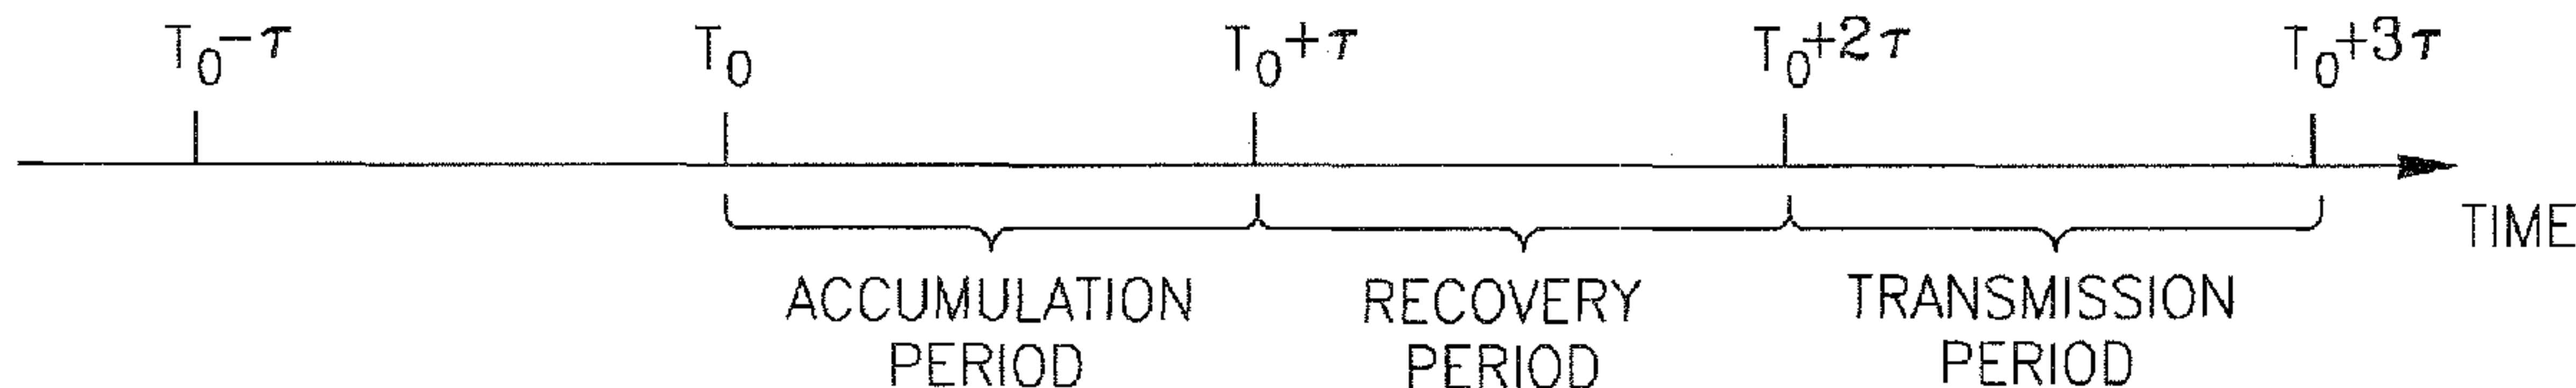 T₀-τ T₀ T₀+τ T₀+2τ T₀+3τ
TIME
ACCUMULATION PERIOD
RECOVERY PERIOD
TRANSMISSION PERIOD